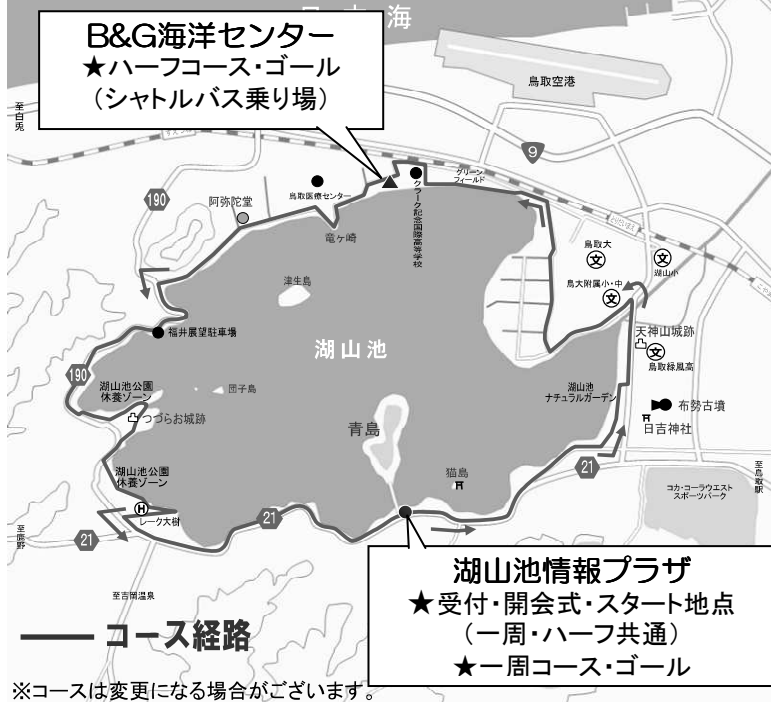 日本海
B&G海洋センター
★ハーフコース・ゴール
（シャトルバス乗り場）
至白兎
鳥取空港
9
190
阿弥陀堂
鳥取医療センター
クラーク記念国際高等学校
グリーン
フィールド
竜ヶ崎
津生島
鳥取大
文
湖山小
文
鳥大附属小・中
文
福井展望駐車場
湖山池
天神山城跡
文
鳥取緑風高
190
湖山池公園
休養ゾーン
団子島
つづらお城跡
湖山池
ナチュラルガーデン
布勢古墳
日吉神社
青島
猫島
湖山池公園
休養ゾーン
H
レーク大樹
21
21
21
至鳥取駅
コカ・コーラウエスト
スポーツパーク
至鹿野
至吉岡温泉
湖山池情報プラザ
★受付・開会式・スタート地点
（一周・ハーフ共通）
★一周コース・ゴール
コース経路
※コースは変更になる場合がございます。